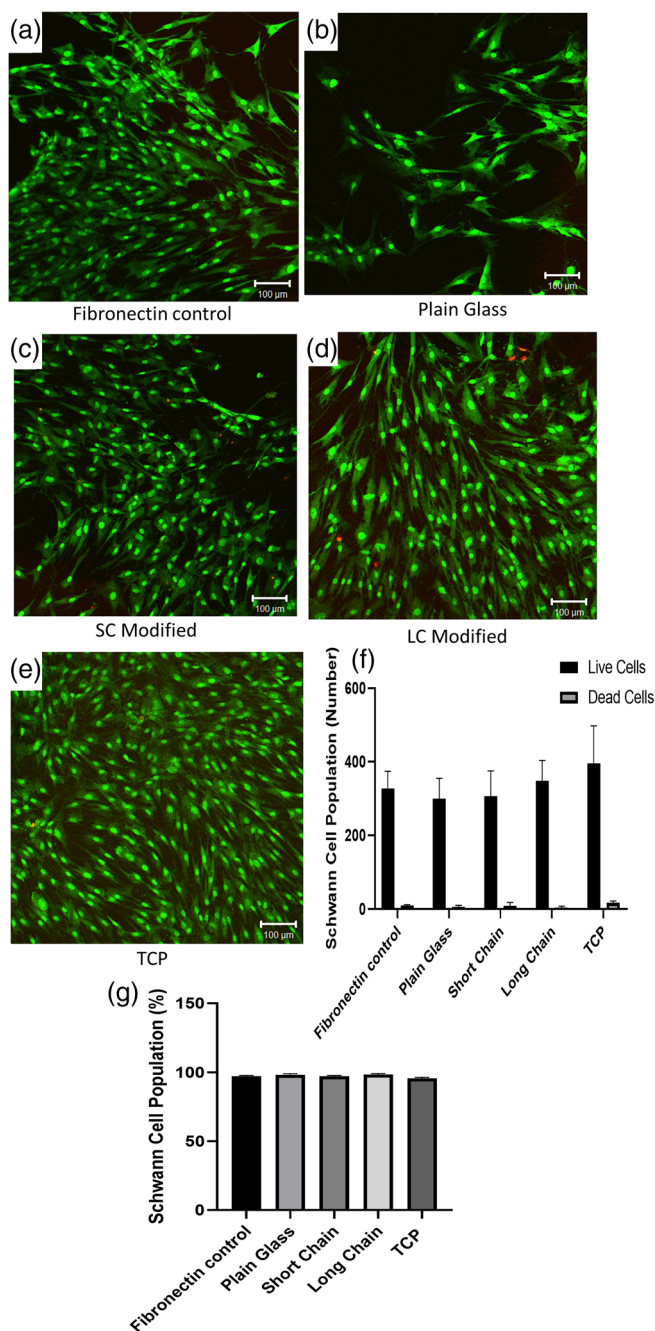 (a)
100 µm
Fibronectin control
(b)
100 µm
Plain Glass
(c)
100 µm
SC Modified
(d)
100 µm
LC Modified
(e)
100 µm
TCP
(f)
Live Cells
Dead Cells
Schwann Cell Population (Number)
600
400
200
0
Fibronectin control
Plain Glass
Short Chain
Long Chain
TCP
(g)
Schwann Cell Population (%)
150
100
50
0
Fibronectin control
Plain Glass
Short Chain
Long Chain
TCP